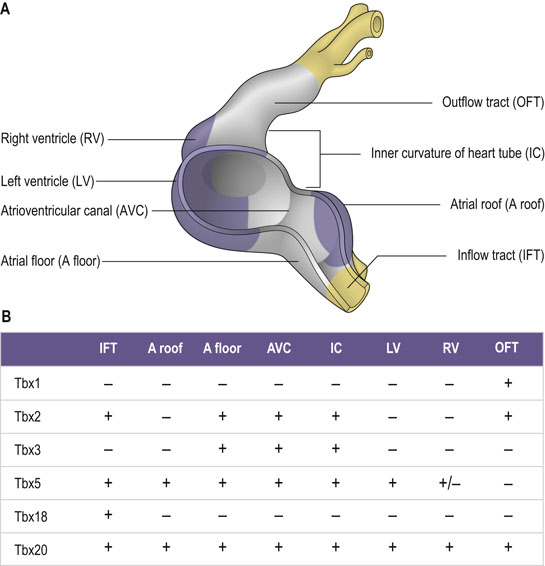 A
Outflow tract (OFT)
Right ventricle (RV)
Inner curvature of heart tube (IC)
Left ventricle (LV)
Atrioventricular canal (AVC)
Atrial roof (A roof)
Atrial floor (A floor)
Inflow tract (IFT)
B
IFT A roof A floor AVC IC LV RV OFT
Tbx1 – – – – – – – +
Tbx2 + – + + + – – +
Tbx3 – – + + + – – –
Tbx5 + + + + + + +/– –
Tbx18 + – – – – – – –
Tbx20 + + + + + + + +